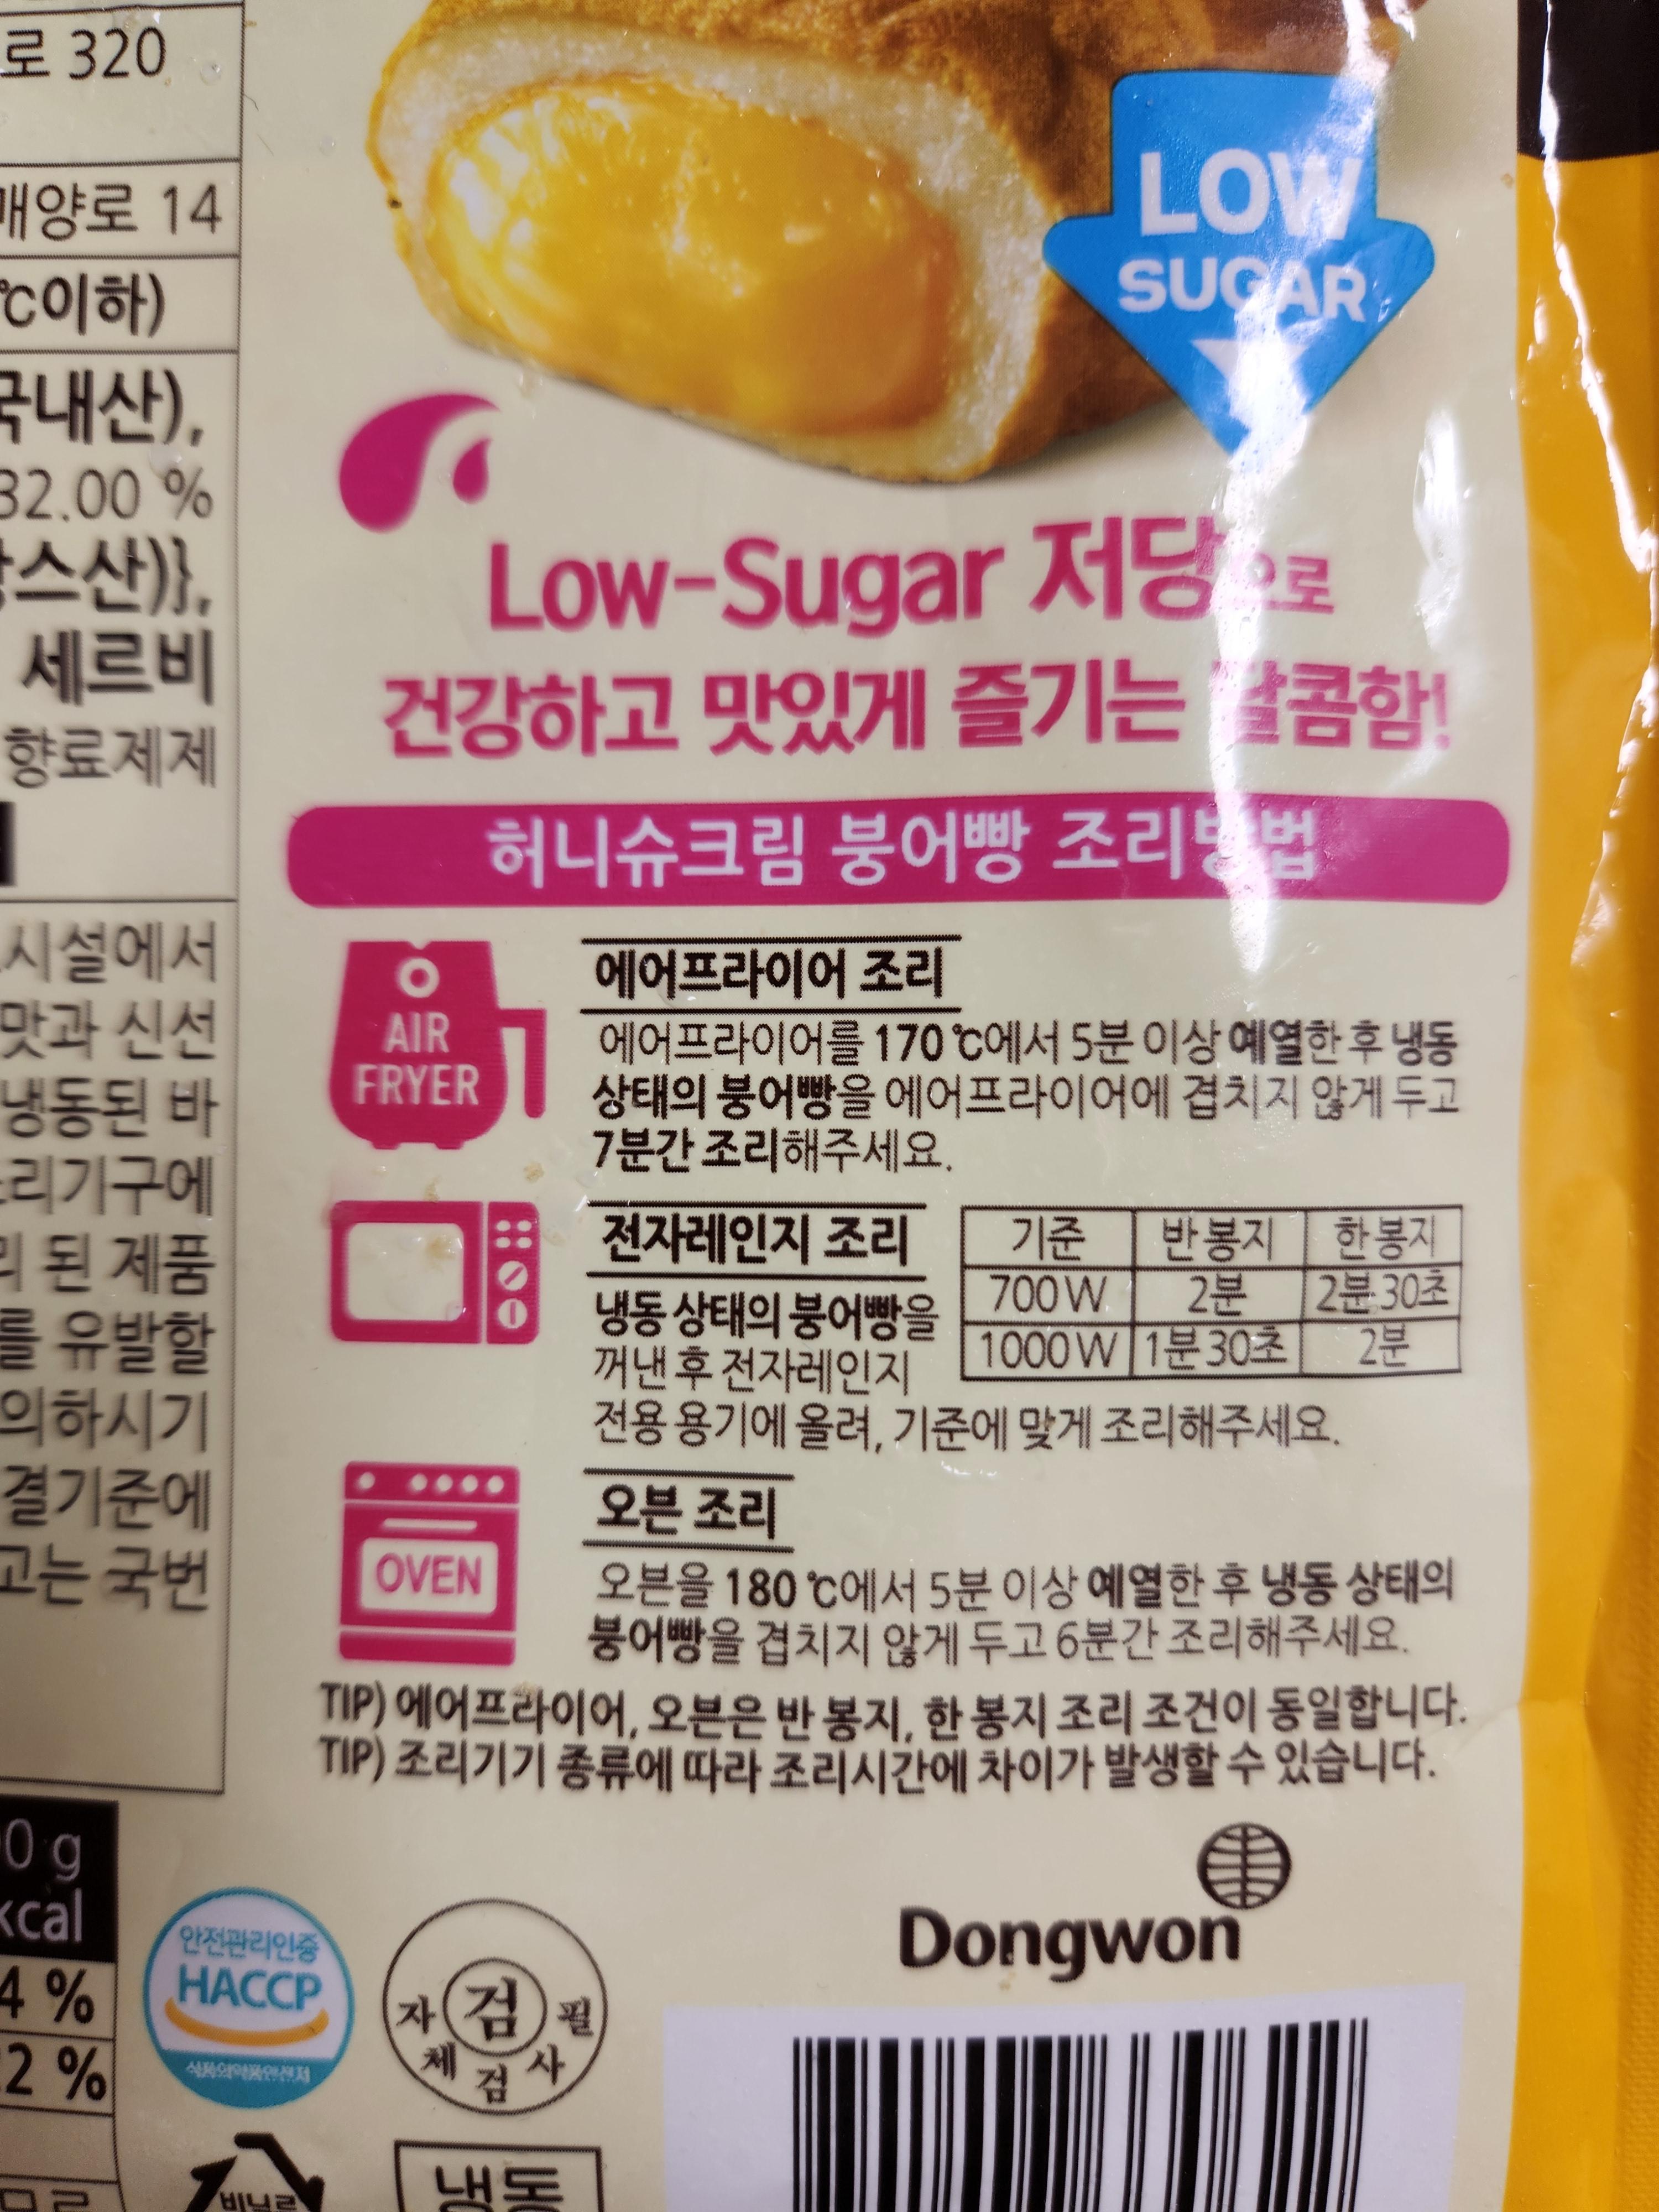 로 320
매양로 14
℃이하)
국내산),
32.00 %
스산)},
세르비
향료제제
시설에서
맛과 신선
냉동된 바
리기구에
된 제품
를 유발할
의하시기
결기준에
고는 국번
0 g
kcal
4 %
2 %
LOW
SUGAR
Low-Sugar 저당으로
건강하고 맛있게 즐기는 달콤함!
허니슈크림 붕어빵 조리방법
AIR
FRYER
에어프라이어 조리
에어프라이어를 170 ℃에서 5분 이상 예열한 후 냉동
상태의 붕어빵을 에어프라이어에 겹치지 않게 두고
7분간 조리해주세요.
전자레인지 조리
냉동 상태의 붕어빵을
꺼낸 후 전자레인지
전용 용기에 올려, 기준에 맞게 조리해주세요.
기준 반 봉지 한 봉지
700 W 2분 2분 30초
1000 W 1분 30초 2분
OVEN
오븐 조리
오븐을 180 ℃에서 5분 이상 예열한 후 냉동 상태의
붕어빵을 겹치지 않게 두고 6분간 조리해주세요.
TIP) 에어프라이어, 오븐은 반 봉지, 한 봉지 조리 조건이 동일합니다.
TIP) 조리기기 종류에 따라 조리시간에 차이가 발생할 수 있습니다.
Dongwon
안전관리인증
HACCP
식품의약품안전처
검
자체검사필
비닐류
냉동